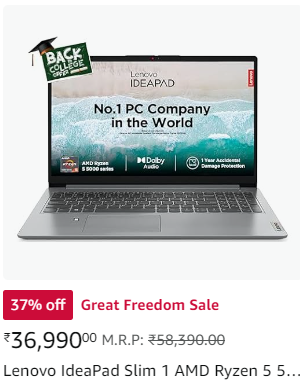 BACK
TO
COLLEGE
OFFER
Lenovo
IDEAPAD
No.1 PC Company
in the World
AMD Ryzen
5 5000 series
Dolby
Audio
1 Year Accidental
Damage Protection
Lenovo
Lenovo
37% off Great Freedom Sale
₹36,990⁰⁰ M.R.P: ₹58,390.00
Lenovo IdeaPad Slim 1 AMD Ryzen 5 5...